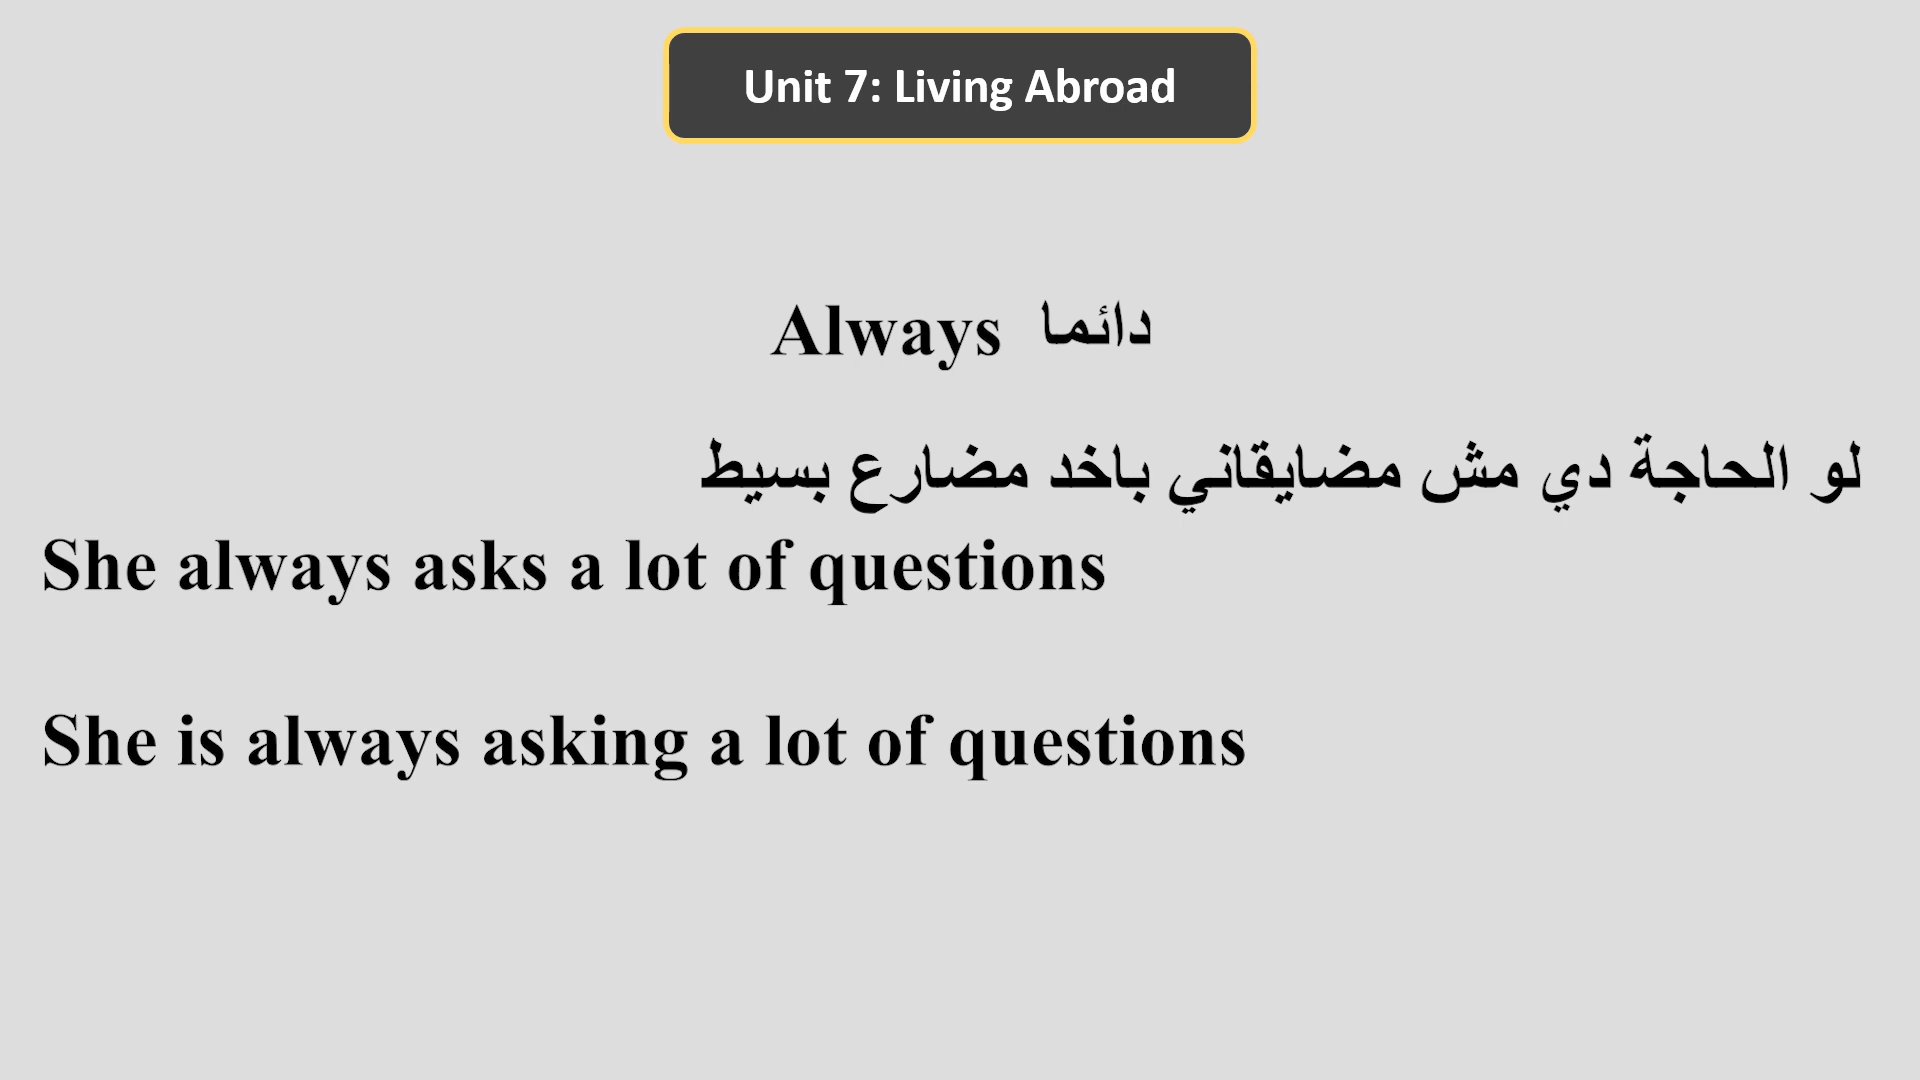 Unit 7: Living Abroad
Always دائما
لو الحاجة دي مش مضايقاني باخد مضارع بسيط
She always asks a lot of questions
She is always asking a lot of questions